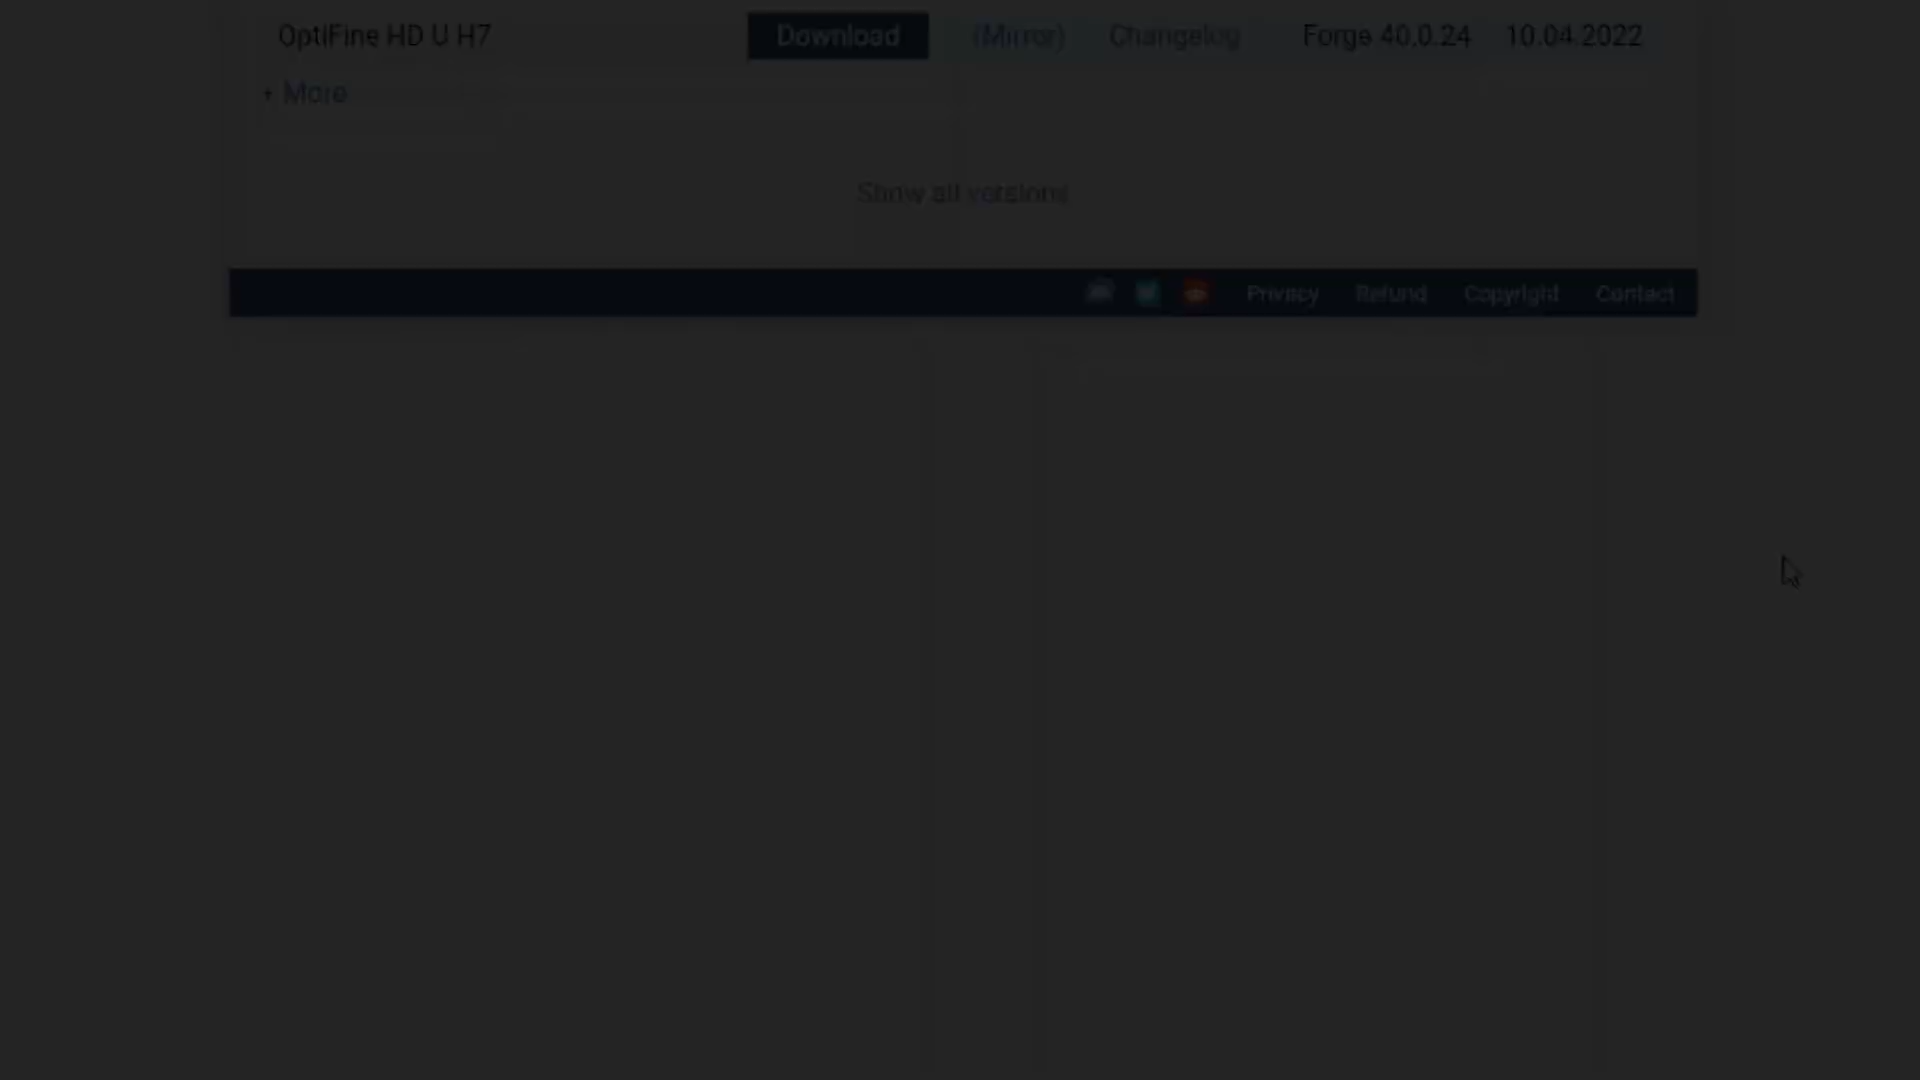 OptiFine HD U H7 Download (Mirror) Changelog Forge 40.0.24 10.04.2022
+ More
Show all versions
Privacy Refund Copyright Contact